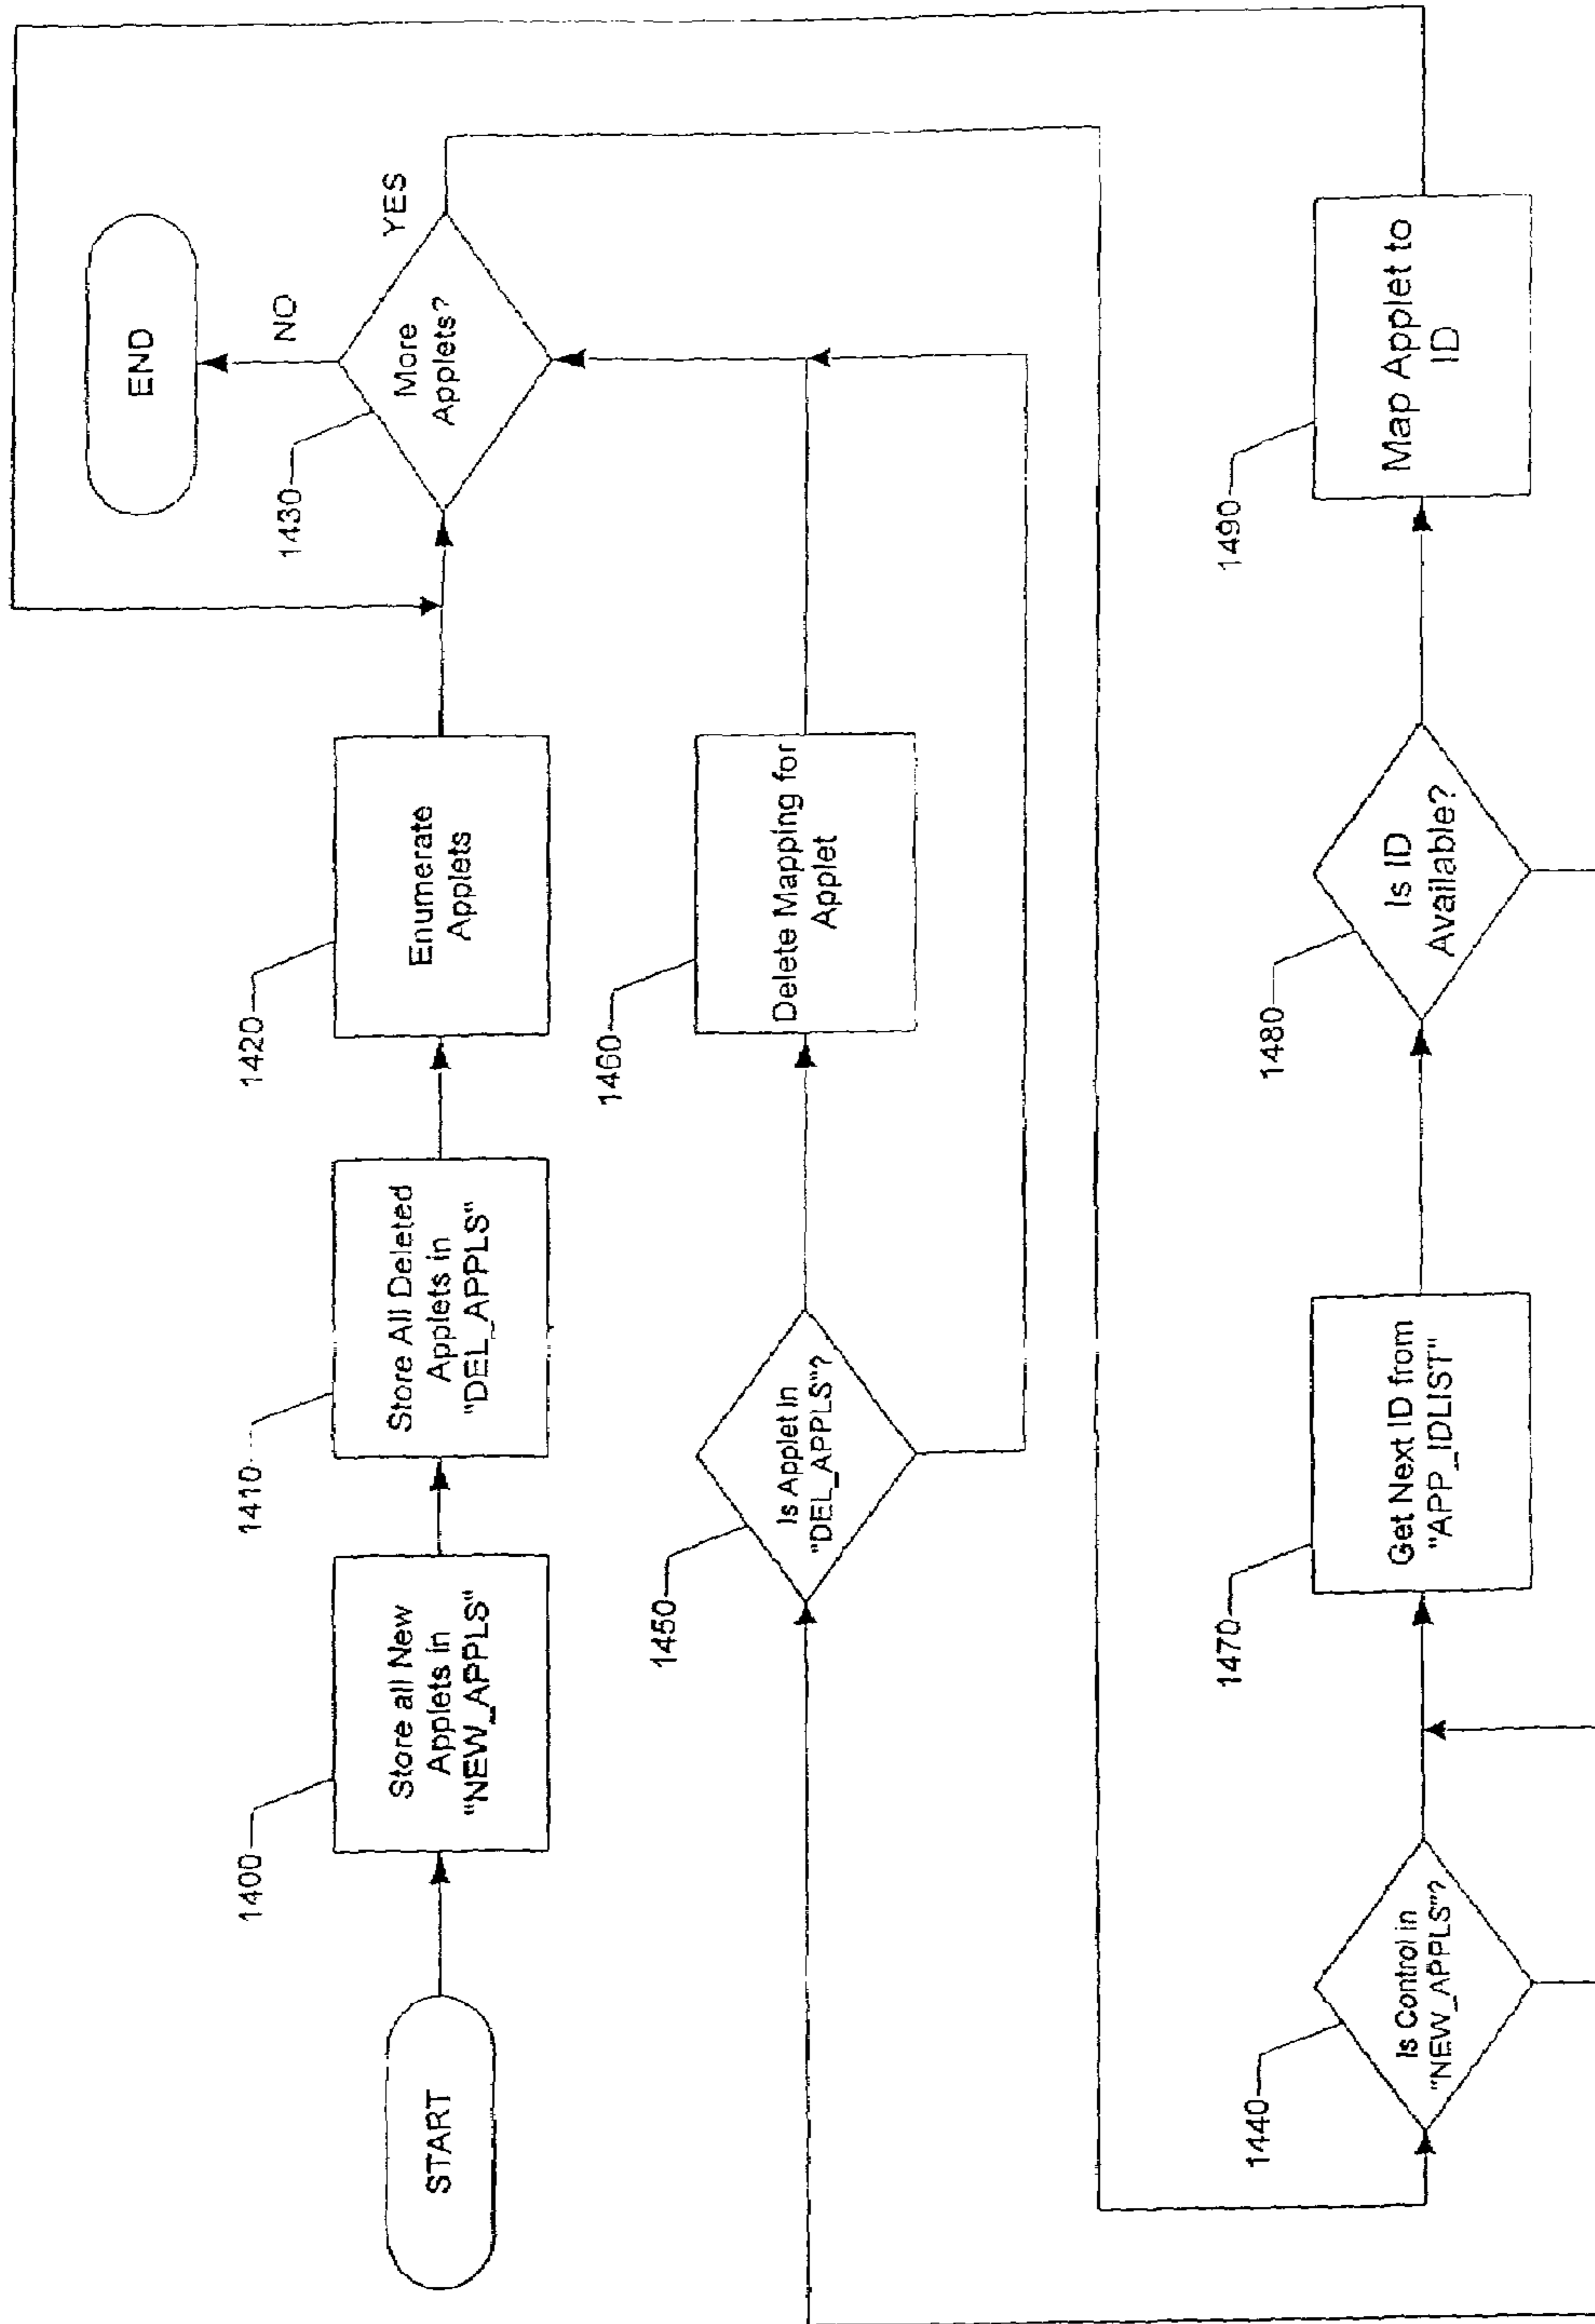 START
1400
Store all New
Applets in
"NEW_APPLS"
1410
Store All Deleted
Applets in
"DEL_APPLS"
1420
Enumerate
Applets
1430
More
Applets?
NO
YES
END
1450
Is Applet In
"DEL_APPLS"?
1460
Delete Mapping for
Applet
1440
Is Control in
"NEW_APPLS"?
1470
Get Next ID from
"APP_IDLIST"
1480
Is ID
Available?
1490
Map Applet to
ID